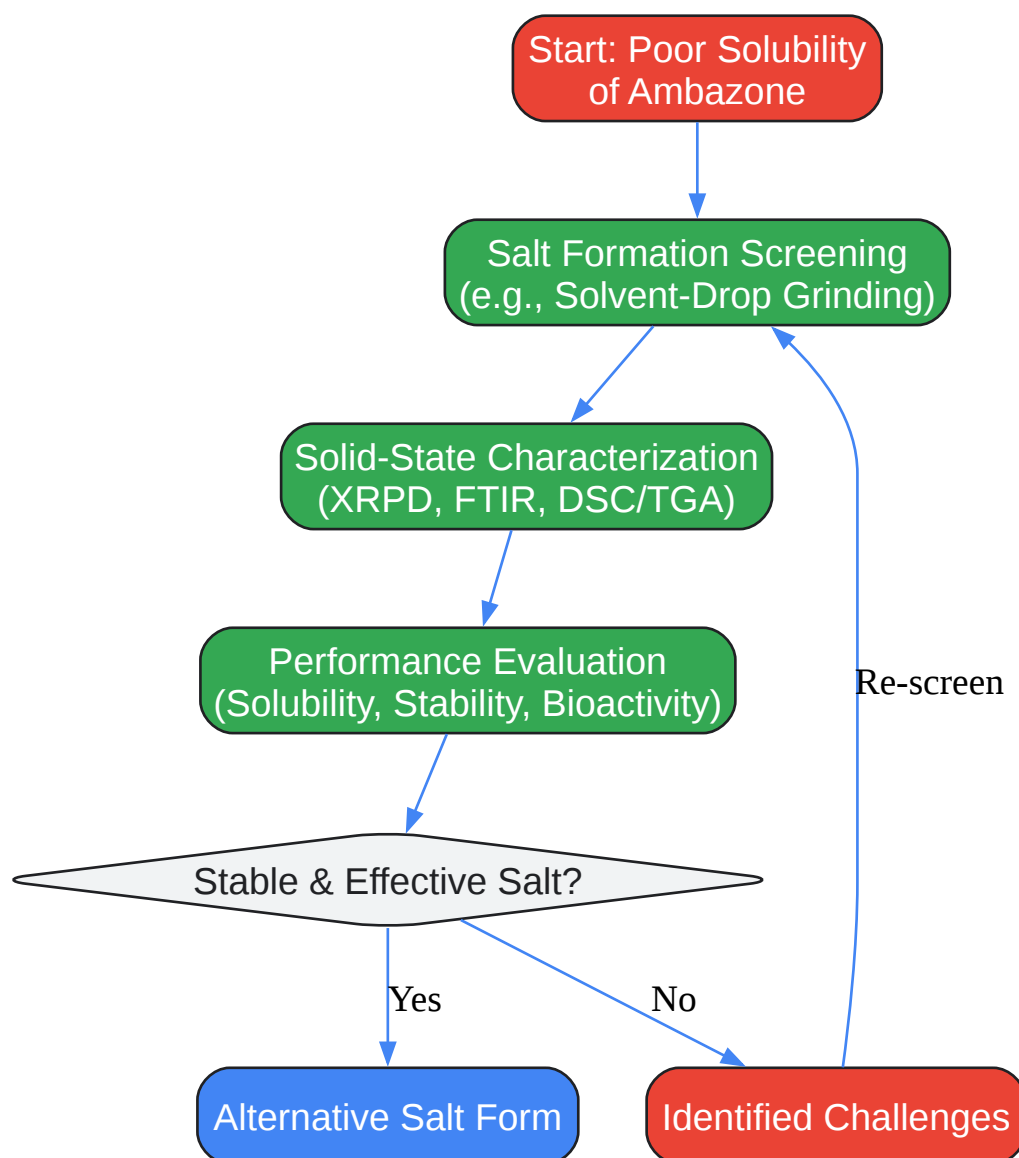 Start: Poor Solubility
of Ambazone
Salt Formation Screening
(e.g., Solvent-Drop Grinding)
Solid-State Characterization
(XRPD, FTIR, DSC/TGA)
Performance Evaluation
(Solubility, Stability, Bioactivity)
Re-screen
Stable & Effective Salt?
Yes
No
Alternative Salt Form
Identified Challenges